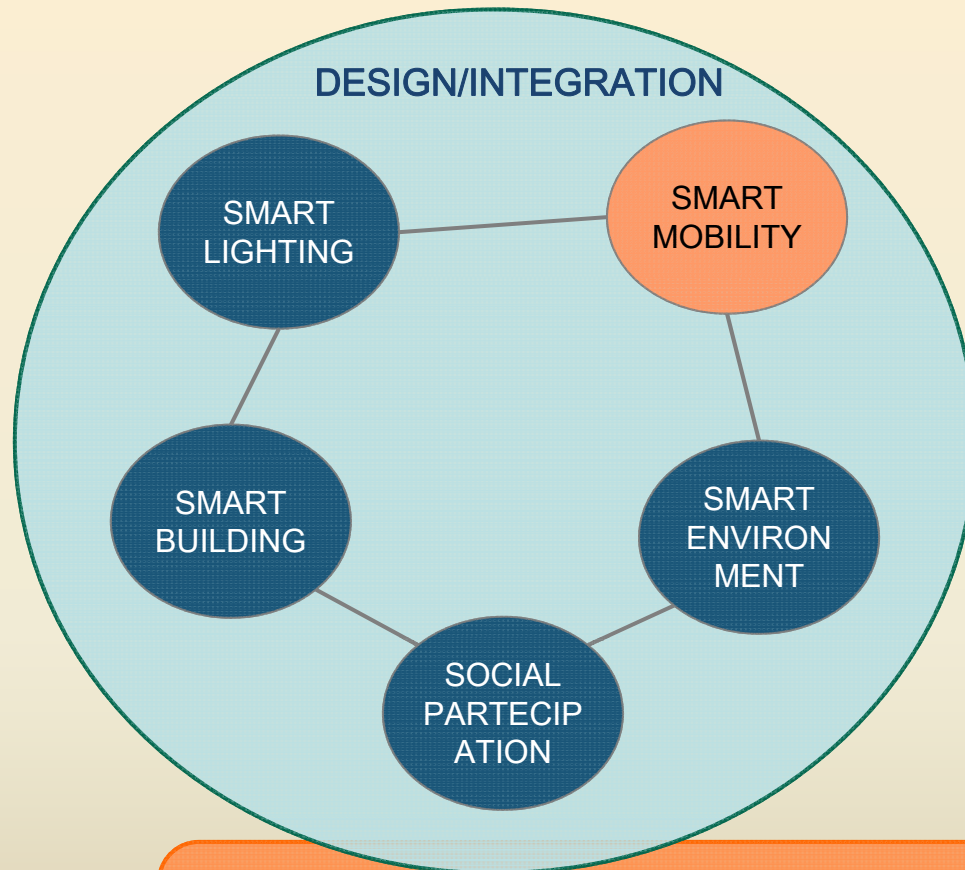 DESIGN/INTEGRATION
SMART
LIGHTING
SMART
MOBILITY
SMART
BUILDING
SMART
ENVIRON
MENT
SOCIAL
PARTECIP
ATION